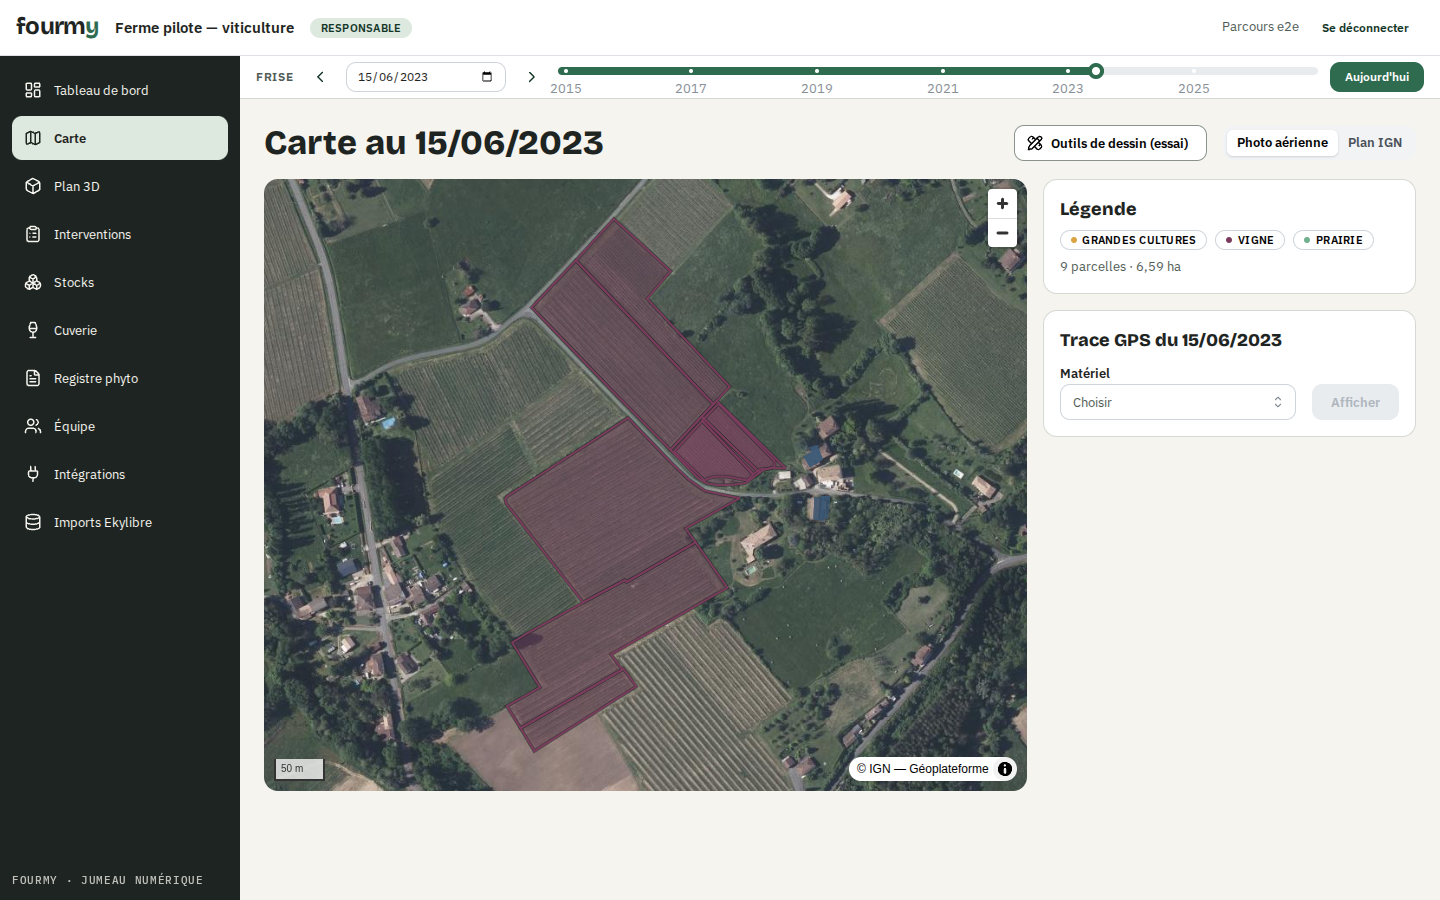 fourmy
Ferme pilote — viticulture
RESPONSABLE
Parcours e2e
Se déconnecter
Tableau de bord
Carte
Plan 3D
Interventions
Stocks
Cuverie
Registre phyto
Équipe
Intégrations
Imports Ekylibre
FOURMY · JUMEAU NUMÉRIQUE
FRISE
15/06/2023
2015
2017
2019
2021
2023
2025
Aujourd'hui
Carte au 15/06/2023
Outils de dessin (essai)
Photo aérienne
Plan IGN
50 m
© IGN — Géoplateforme
Légende
GRANDES CULTURES
VIGNE
PRAIRIE
9 parcelles · 6,59 ha
Trace GPS du 15/06/2023
Matériel
Choisir
Afficher